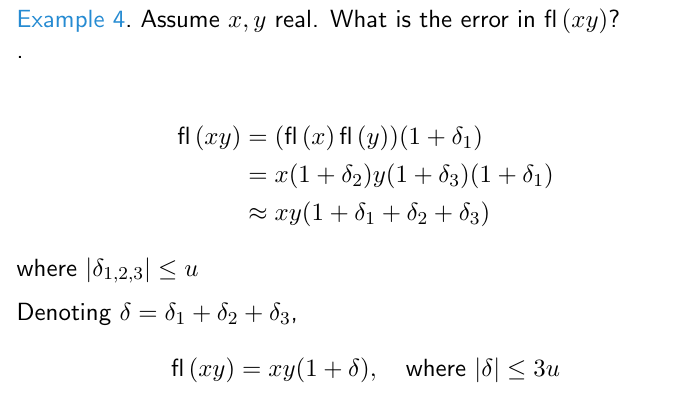 Example 4. Assume x, y real. What is the error in fl (xy)?
.
fl (xy) = (fl (x) fl (y))(1 + δ₁)
= x(1 + δ₂)y(1 + δ₃)(1 + δ₁)
≈ xy(1 + δ₁ + δ₂ + δ₃)
where |δ₁,₂,₃| ≤ u
Denoting δ = δ₁ + δ₂ + δ₃,
fl (xy) = xy(1 + δ), where |δ| ≤ 3u